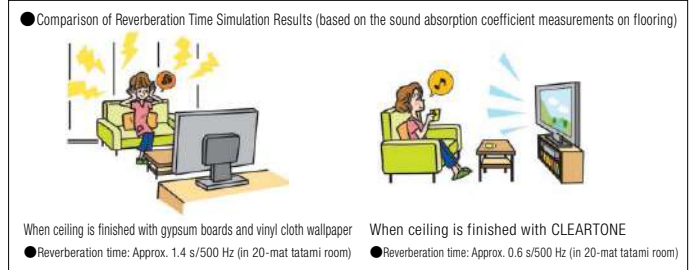 ●Comparison of Reverberation Time Simulation Results (based on the sound absorption coefficient measurements on flooring)
When ceiling is finished with gypsum boards and vinyl cloth wallpaper
●Reverberation time: Approx. 1.4 s/500 Hz (in 20-mat tatami room)
When ceiling is finished with CLEARTONE
●Reverberation time: Approx. 0.6 s/500 Hz (in 20-mat tatami room)